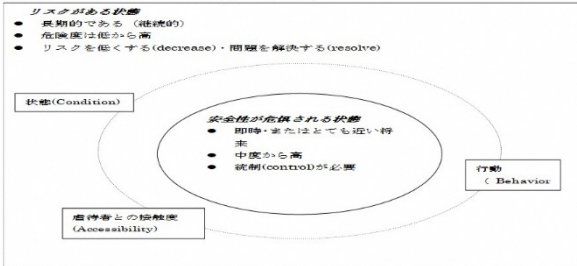 リスクがある状態
● 長期的である (継続的)
● 危険度は低から高
● リスクを低くする(decrease)・問題を解決する(resolve)
状態(Condition)
安全性が危惧される状態
● 即時・またはとても近い将
来
● 中度から高
● 統制(control)が必要
行動
( Behavior
虐待者との接触度
(Accessibility)